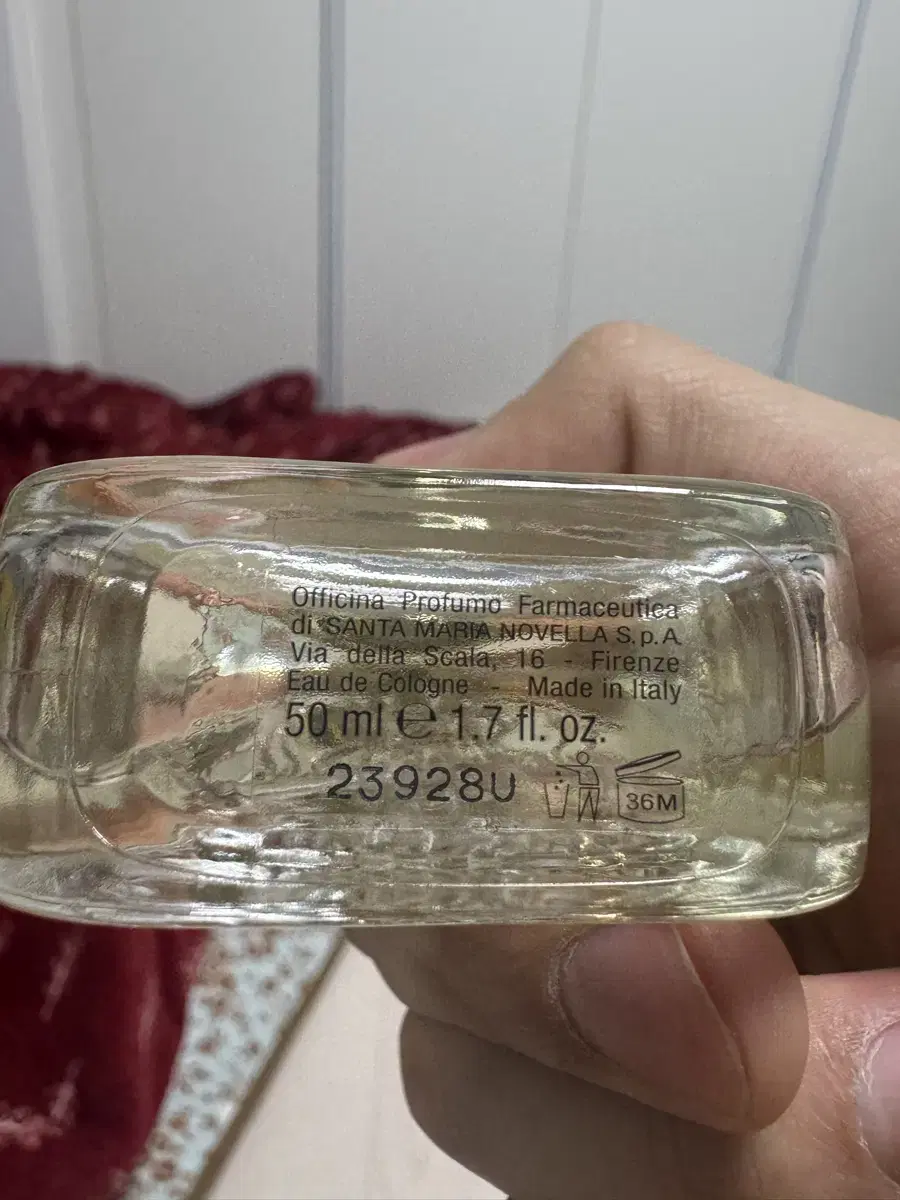 Officina Profumo Farmaceutica
di SANTA MARIA NOVELLA S.p.A.
Via della Scala, 16 - Firenze
Eau de Cologne - Made in Italy
50 ml ℮ 1.7 fl. oz.
23928U
36M